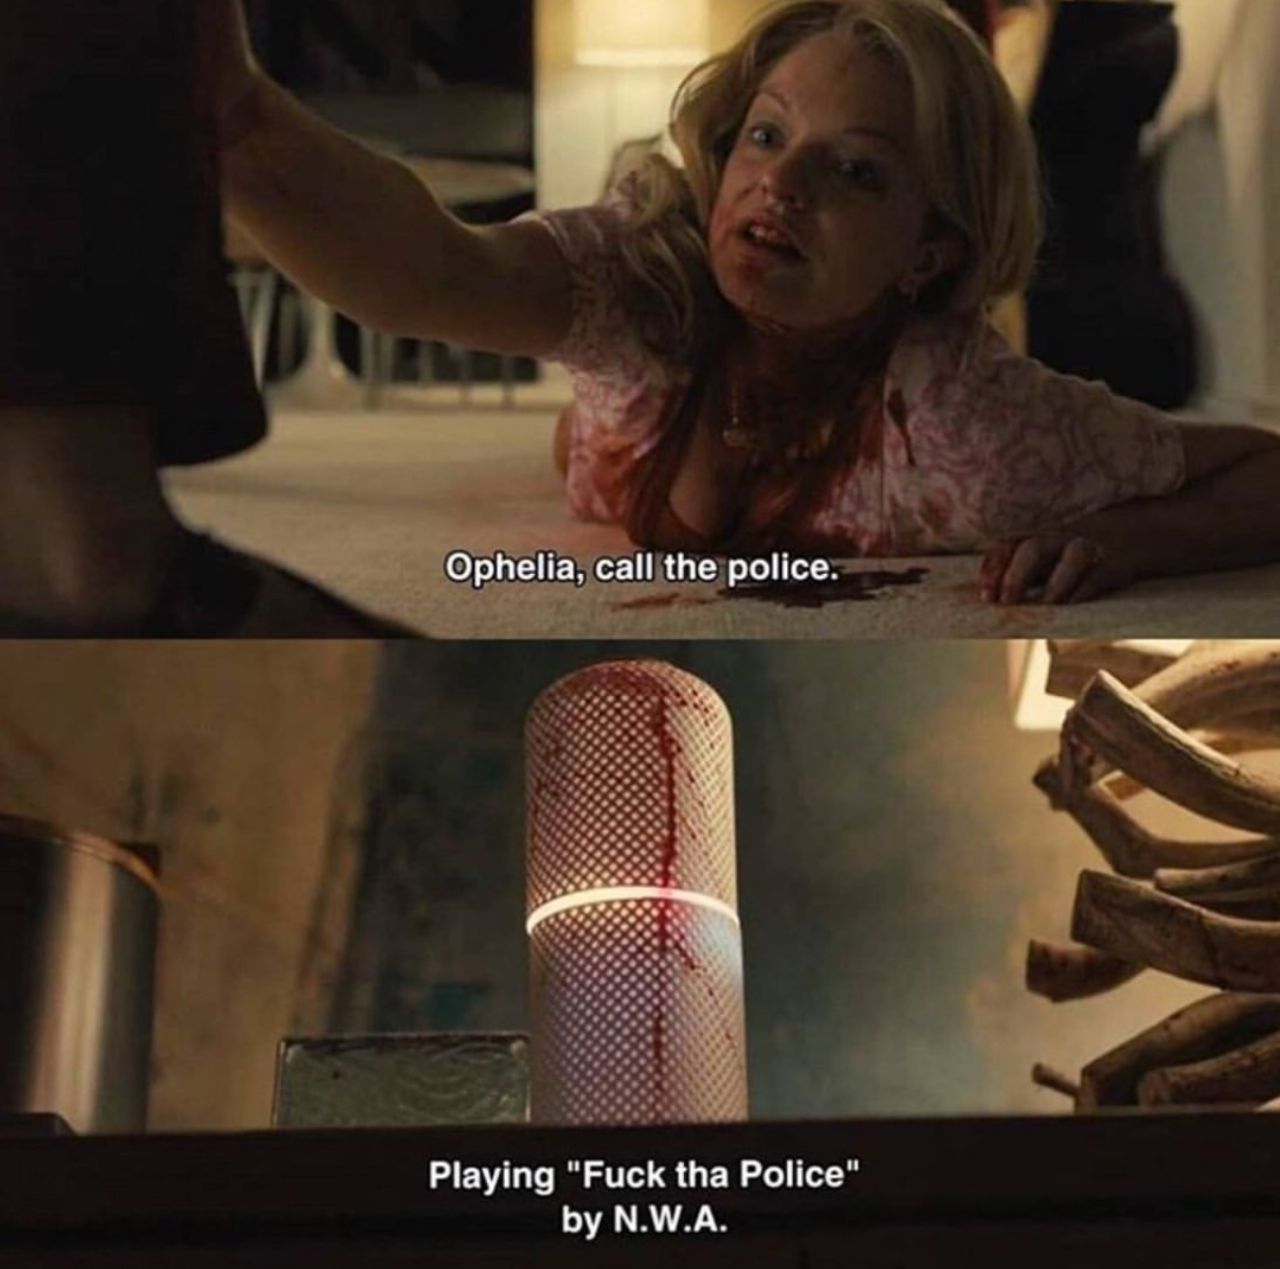 Ophelia, call the police.
Playing "Fuck tha Police"
by N.W.A.